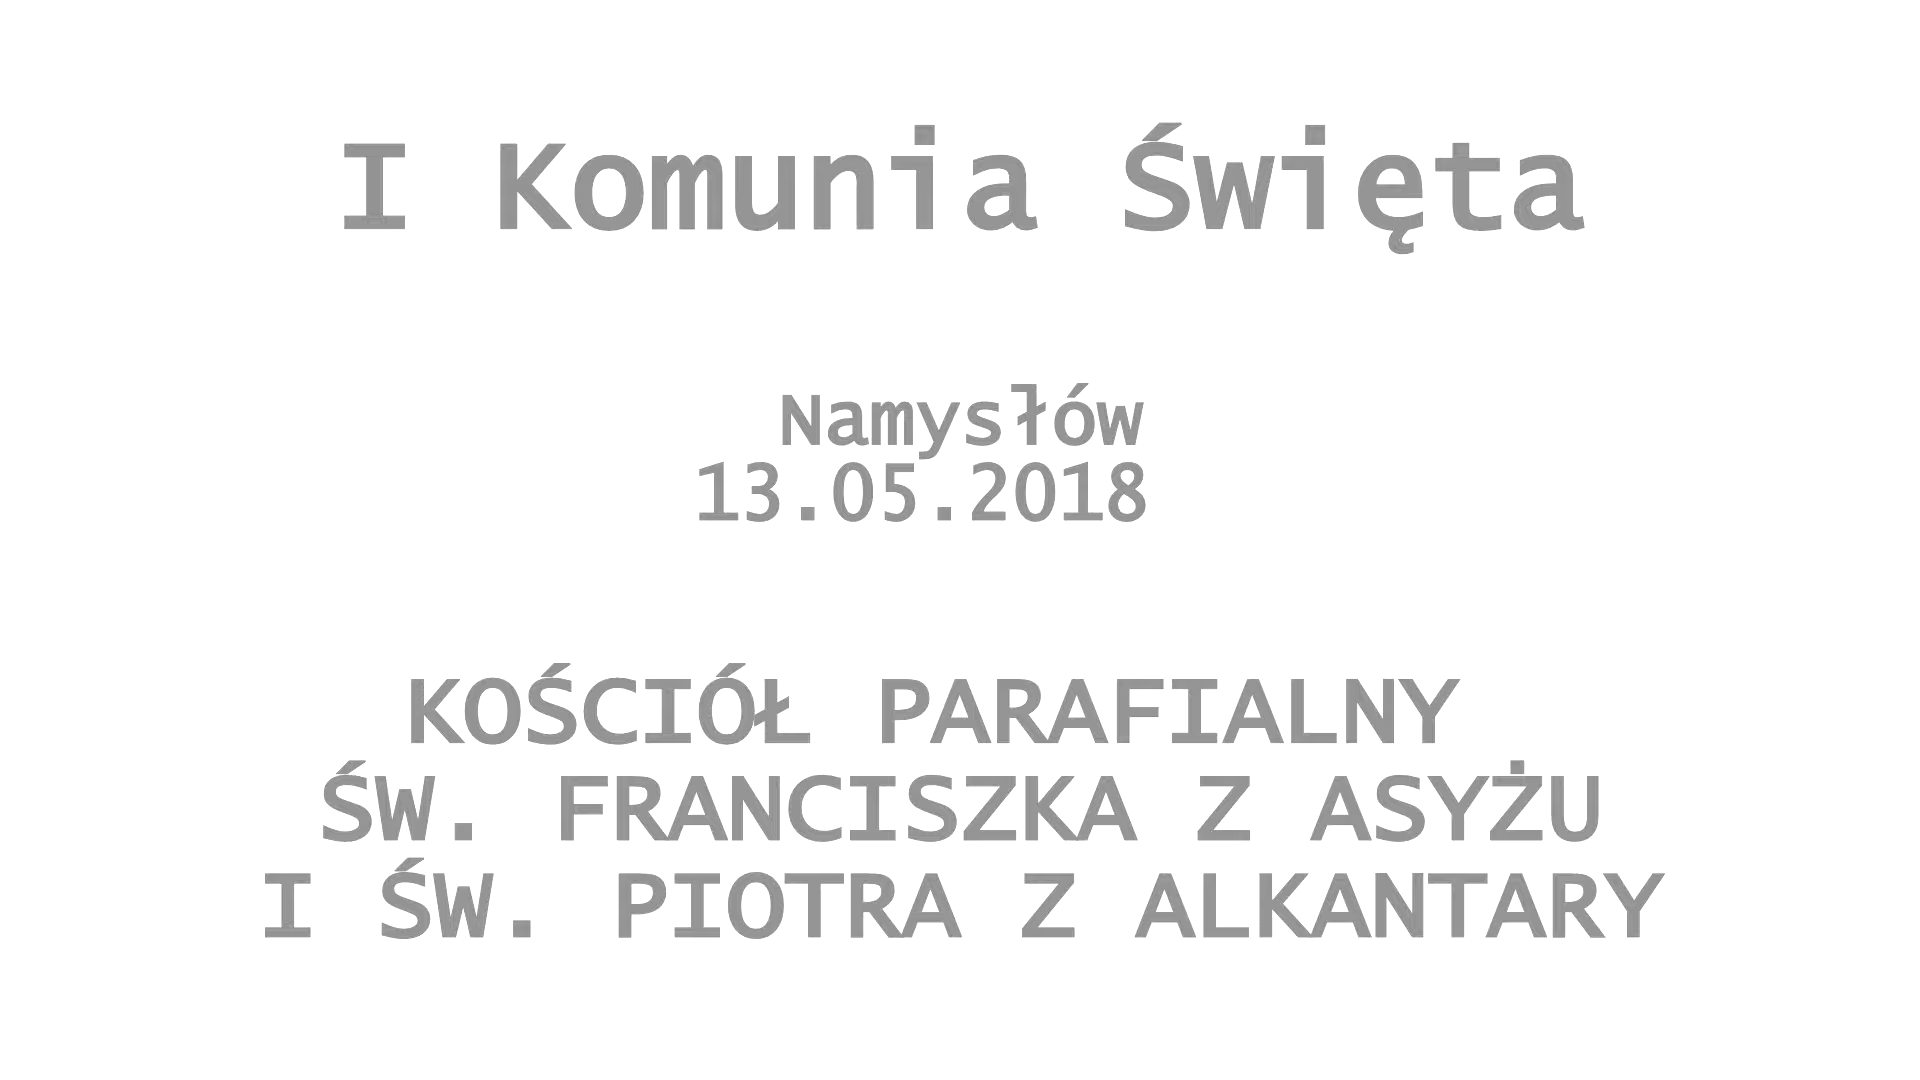 I Komunia Święta
Namysłów
13.05.2018
KOŚCIÓŁ PARAFIALNY
ŚW. FRANCISZKA Z ASYŻU
I ŚW. PIOTRA Z ALKANTARY